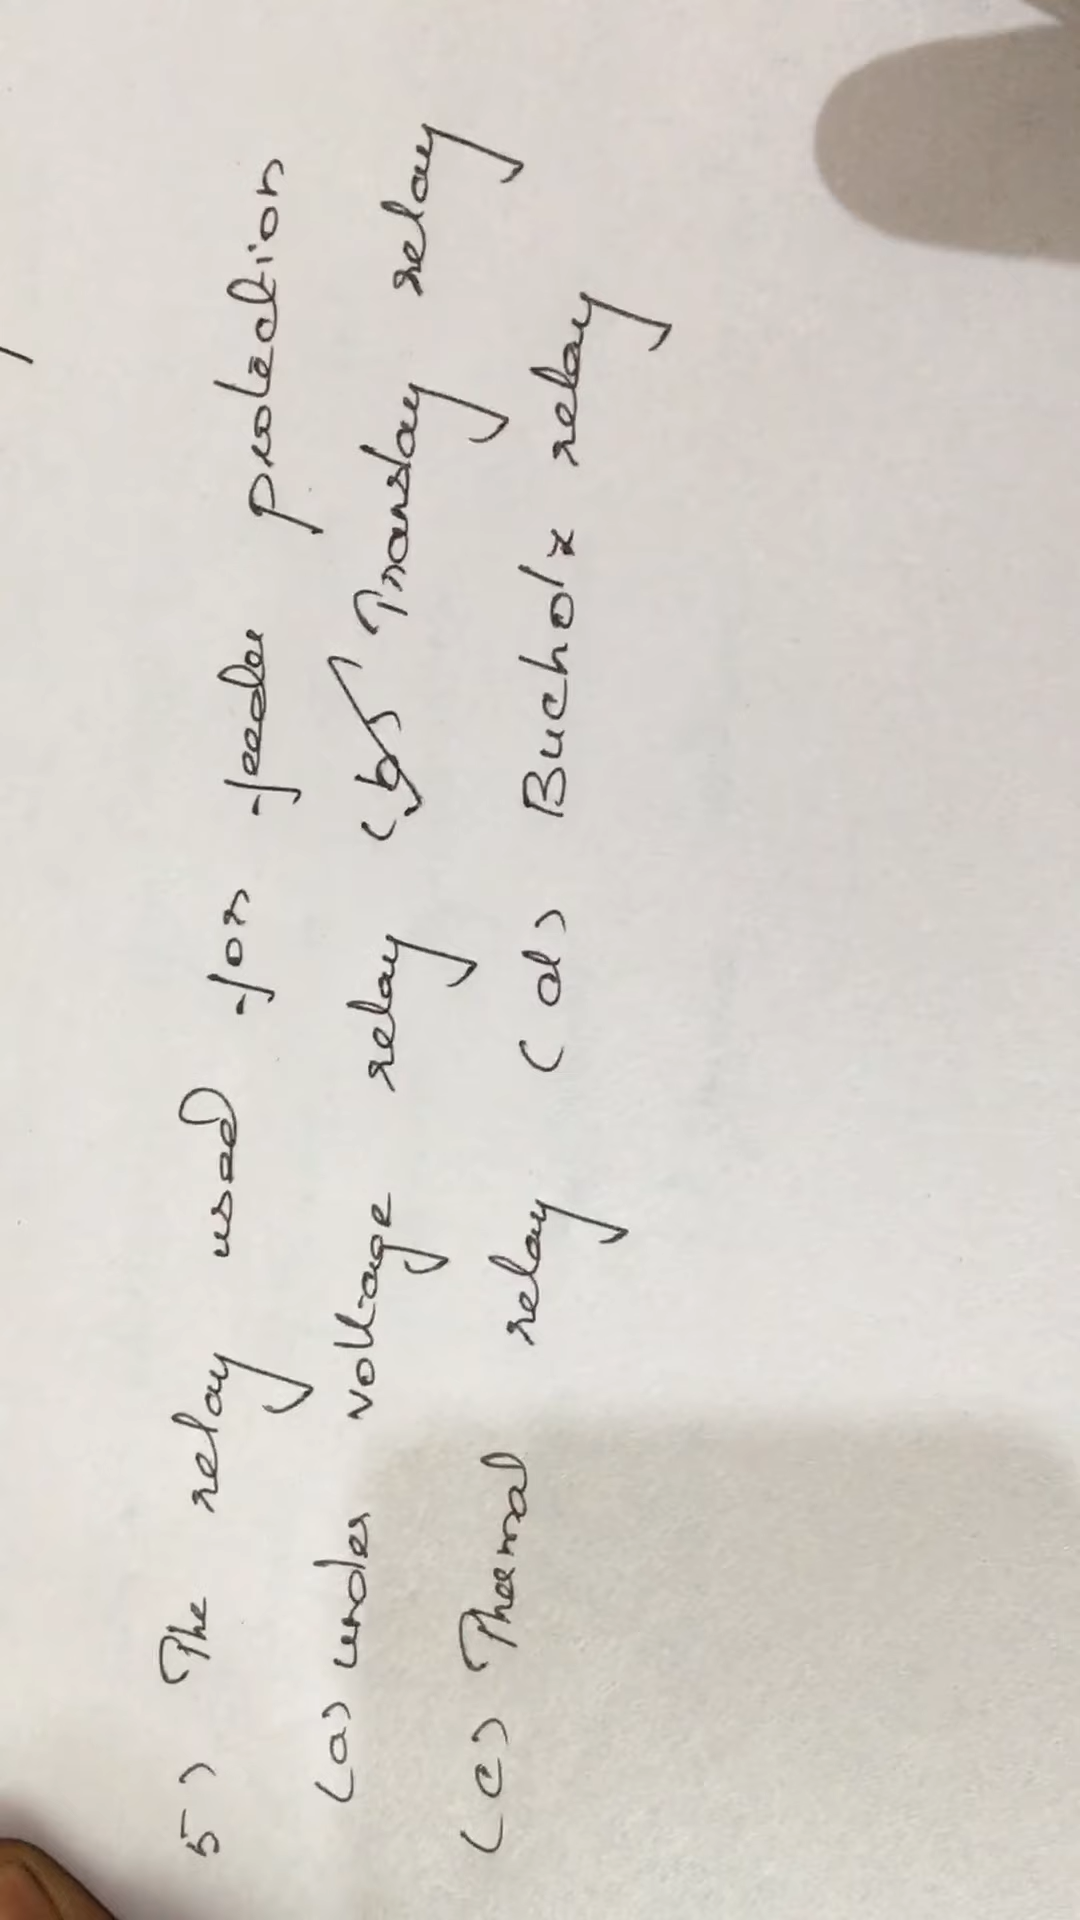 5) The relay used for feeder protection
(a) under voltage relay (b) Translay relay
(c) Thermal relay (d) Bucholz relay